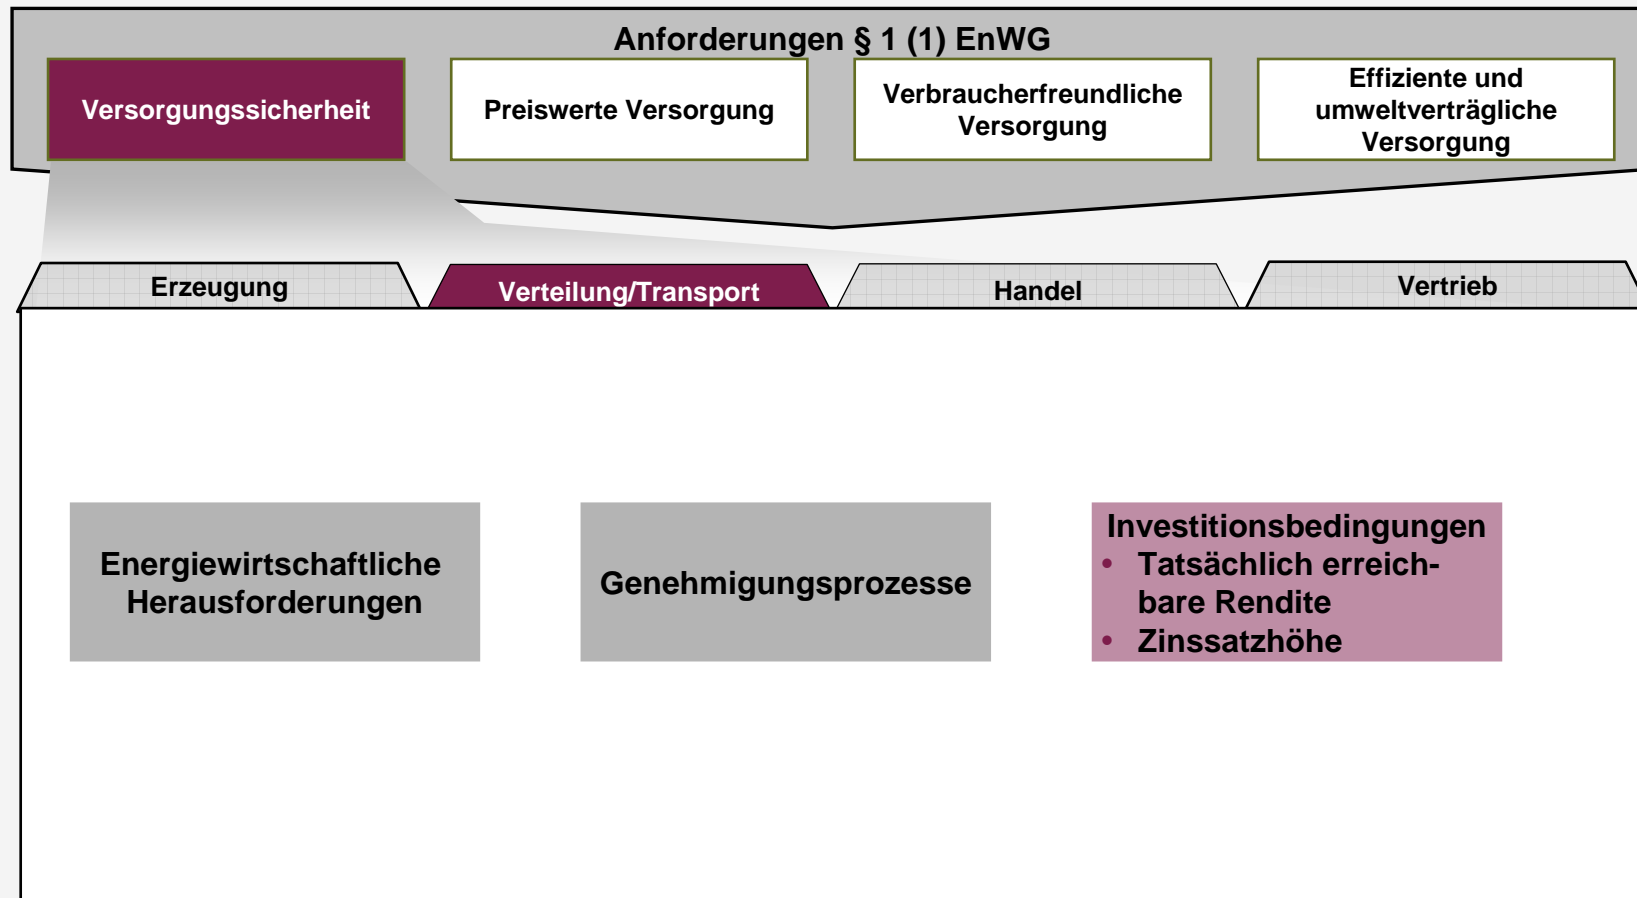 Anforderungen § 1 (1) EnWG
Versorgungssicherheit
Preiswerte Versorgung
Verbraucherfreundliche
Versorgung
Effiziente und
umweltverträgliche
Versorgung
Erzeugung
Verteilung/Transport
Handel
Vertrieb
Energiewirtschaftliche
Herausforderungen
Genehmigungsprozesse
Investitionsbedingungen
• Tatsächlich erreich-
bare Rendite
• Zinssatzhöhe